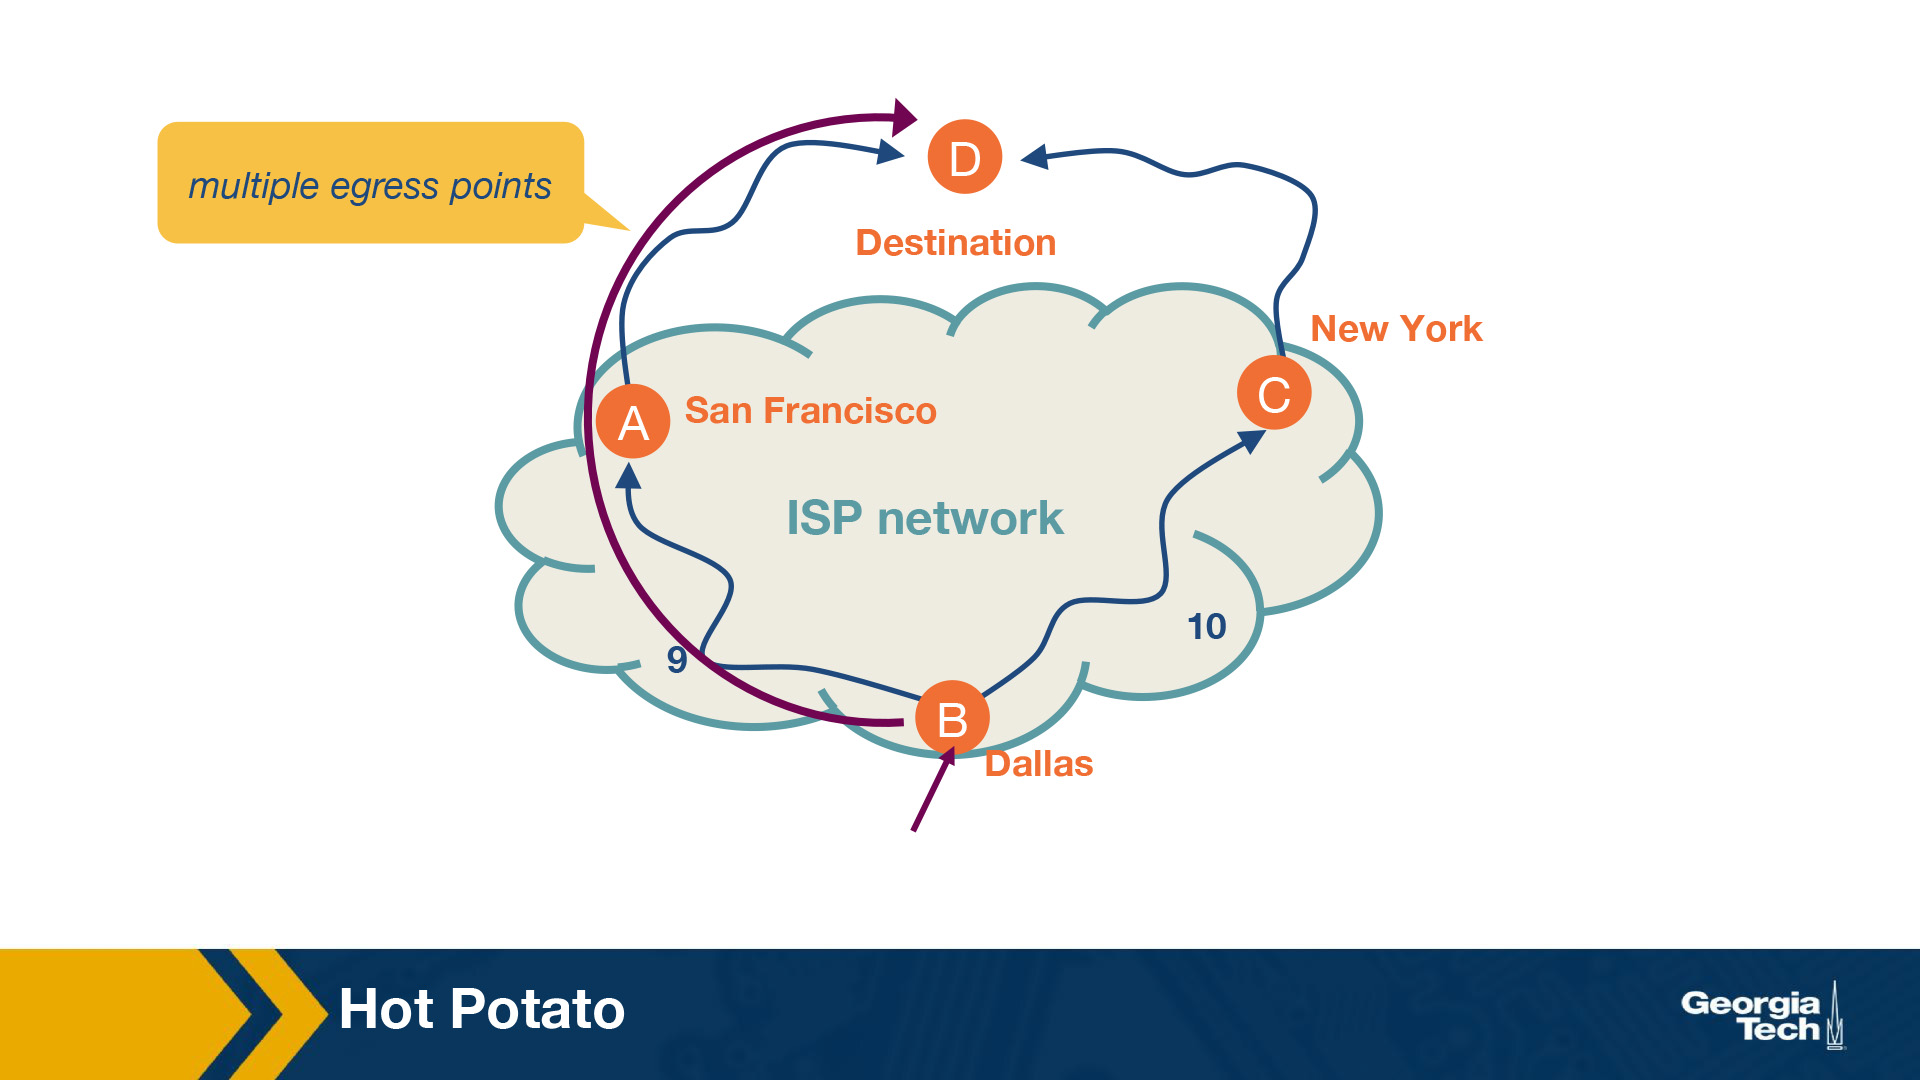 multiple egress points
D
Destination
New York
A
San Francisco
C
ISP network
10
9
B
Dallas
Hot Potato
Georgia
Tech